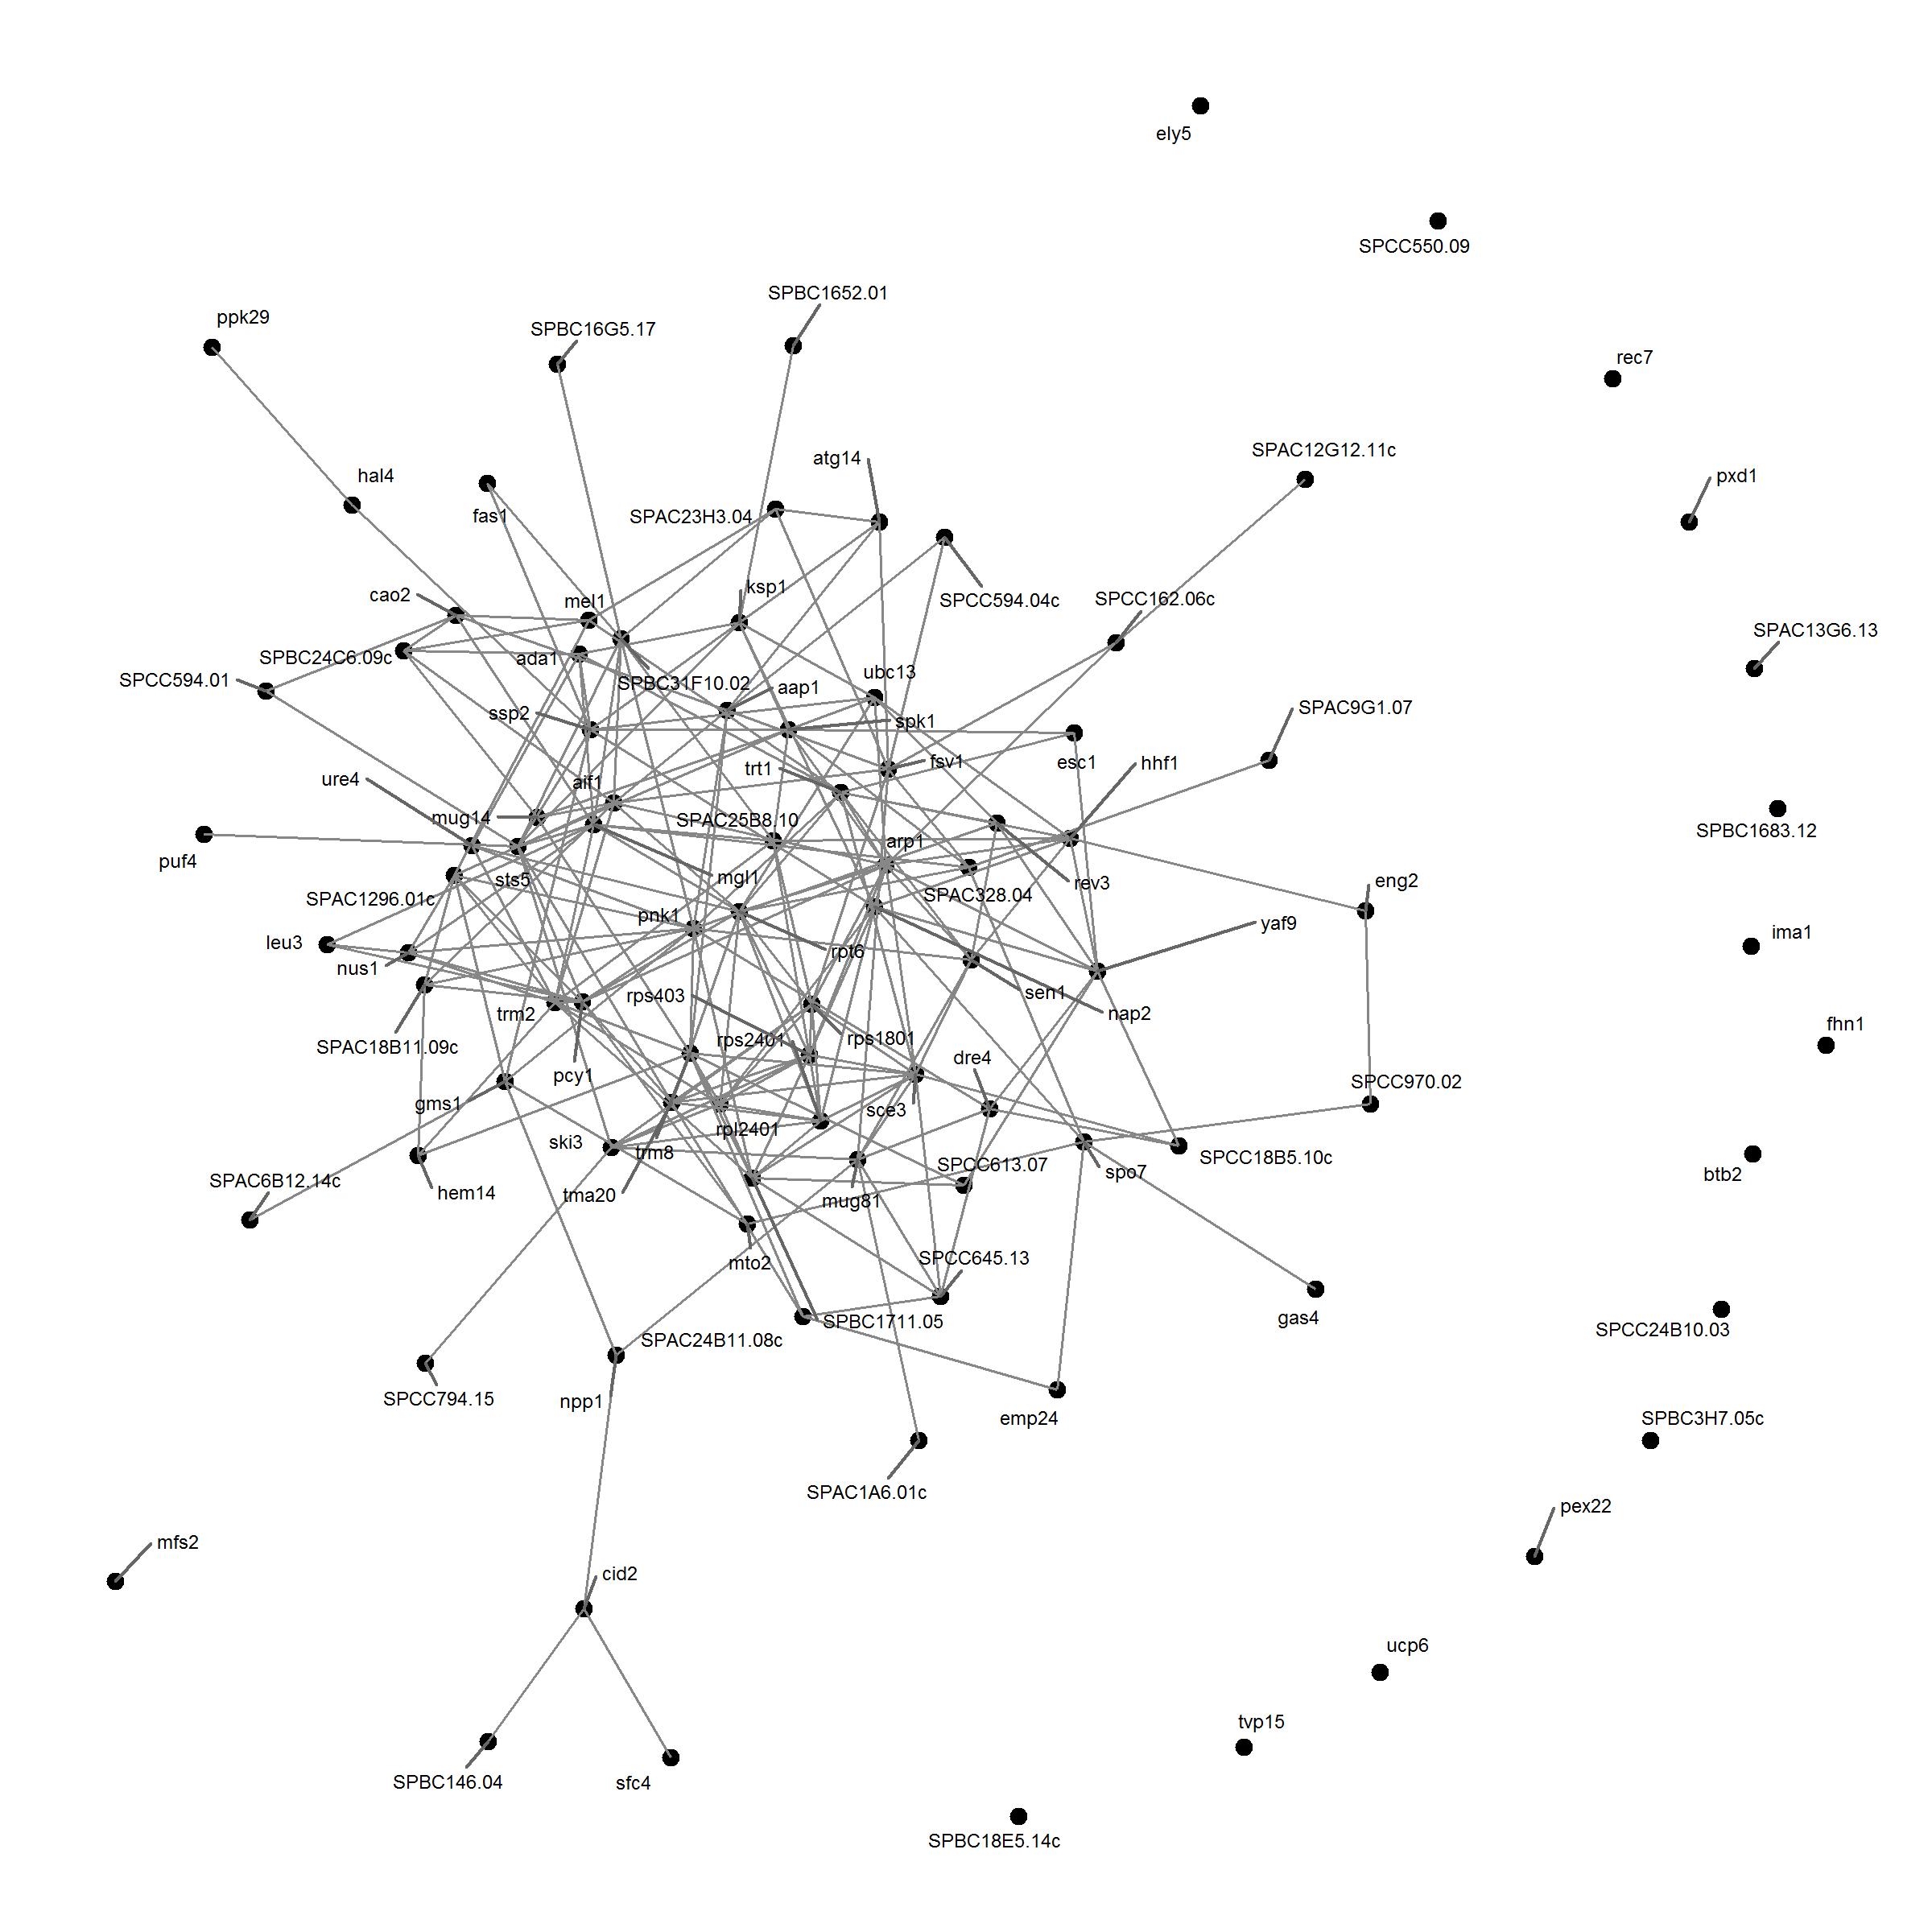 ely5
SPCC550.09
SPBC1652.01
ppk29
SPBC16G5.17
rec7
SPAC12G12.11c
atg14
hal4
pxd1
fas1
SPAC23H3.04
ksp1
cao2
mel1
SPCC594.04c
SPCC162.06c
SPAC13G6.13
SPBC24C6.09c
ada1
ubc13
SPCC594.01
SPBC31F10.02
aap1
SPAC9G1.07
ssp2
spk1
fsv1
esc1
hhf1
trt1
ure4
aif1
mug14
SPAC25B8.10
SPBC1683.12
arp1
puf4
sts5
mgl1
rev3
eng2
SPAC1296.01c
SPAC328.04
pnk1
yaf9
ima1
leu3
rpt6
nus1
sen1
rps403
nap2
trm2
fhn1
SPAC18B11.09c
rps2401
rps1801
dre4
pcy1
SPCC970.02
gms1
sce3
rpl2401
ski3
trm8
SPCC613.07
SPCC18B5.10c
spo7
btb2
SPAC6B12.14c
hem14
tma20
mug81
mto2
SPCC645.13
gas4
SPBC1711.05
SPCC24B10.03
SPAC24B11.08c
SPCC794.15
npp1
emp24
SPBC3H7.05c
SPAC1A6.01c
pex22
mfs2
cid2
ucp6
tvp15
SPBC146.04
sfc4
SPBC18E5.14c